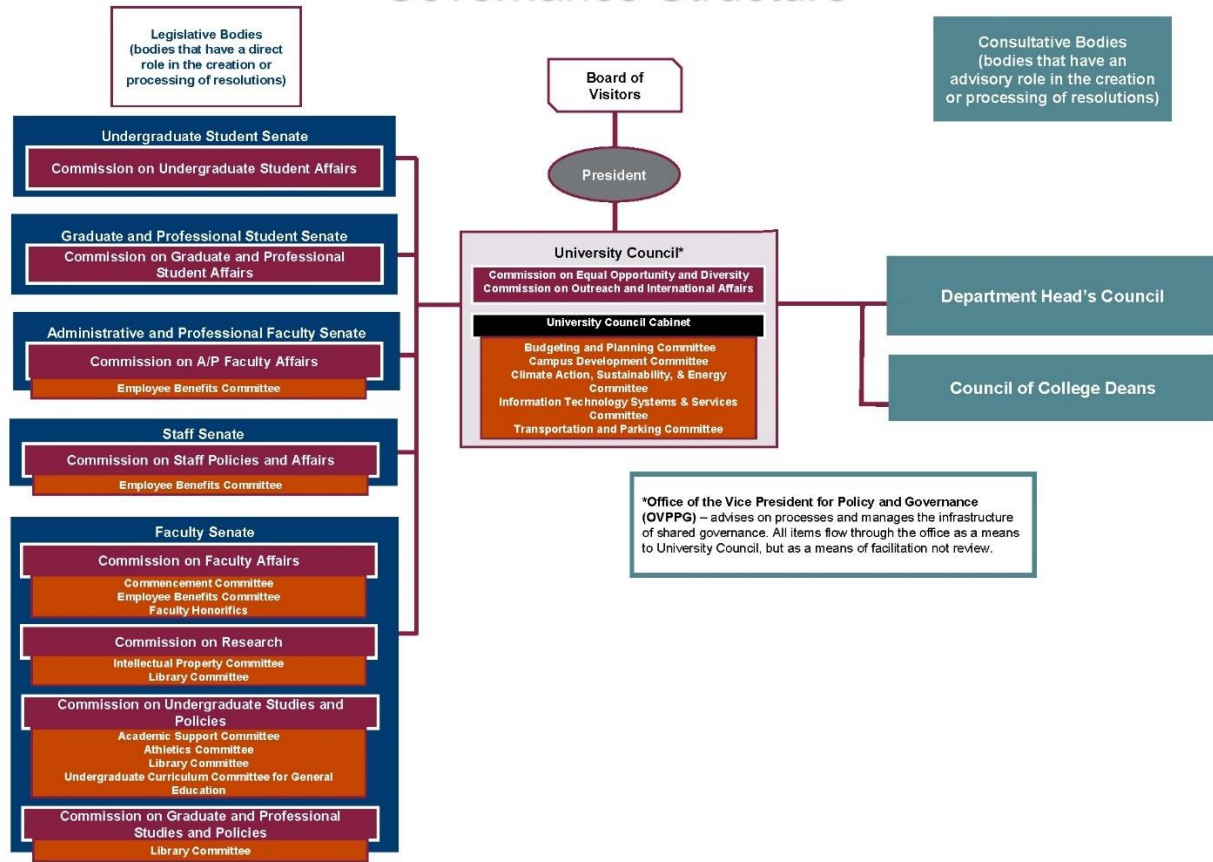 Governance Structure
Legislative Bodies
(bodies that have a direct
role in the creation or
processing of resolutions)
Board of
Visitors
Consultative Bodies
(bodies that have an
advisory role in the creation
or processing of resolutions)
President
Undergraduate Student Senate
Commission on Undergraduate Student Affairs
Graduate and Professional Student Senate
Commission on Graduate and Professional
Student Affairs
Administrative and Professional Faculty Senate
Commission on A/P Faculty Affairs
Employee Benefits Committee
Staff Senate
Commission on Staff Policies and Affairs
Employee Benefits Committee
Faculty Senate
Commission on Faculty Affairs
Commencement Committee
Employee Benefits Committee
Faculty Honorifics
Commission on Research
Intellectual Property Committee
Library Committee
Commission on Undergraduate Studies and
Policies
Academic Support Committee
Athletics Committee
Library Committee
Undergraduate Curriculum Committee for General
Education
Commission on Graduate and Professional
Studies and Policies
Library Committee
University Council*
Commission on Equal Opportunity and Diversity
Commission on Outreach and International Affairs
University Council Cabinet
Budgeting and Planning Committee
Campus Development Committee
Climate Action, Sustainability, & Energy
Committee
Information Technology Systems & Services
Committee
Transportation and Parking Committee
Department Head's Council
Council of College Deans
*Office of the Vice President for Policy and Governance
(OVPPG) – advises on processes and manages the infrastructure
of shared governance. All items flow through the office as a means
to University Council, but as a means of facilitation not review.